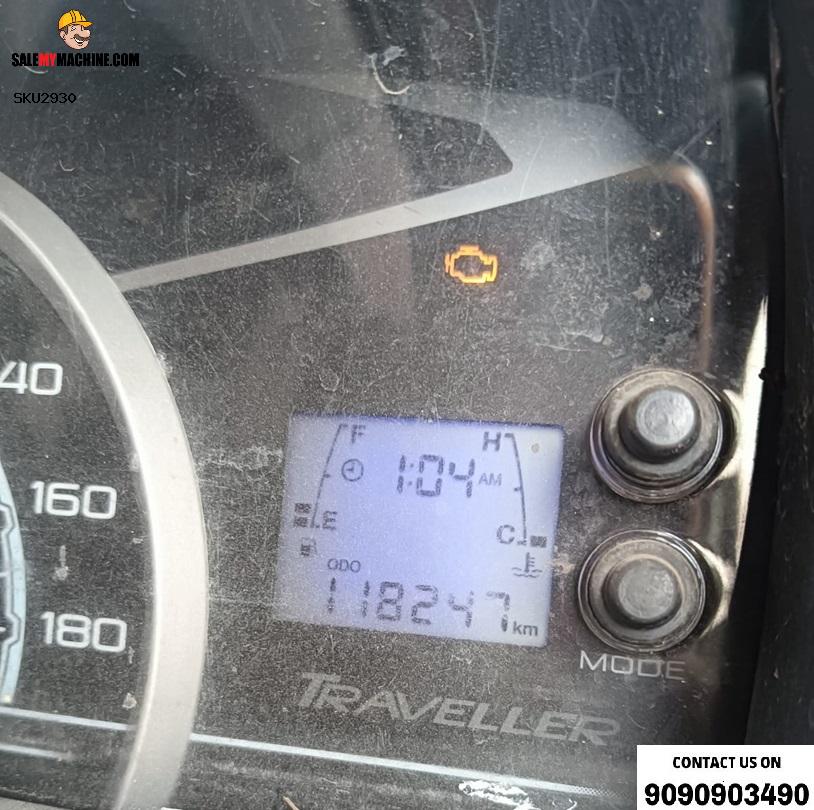 SALEMYMACHINE.COM
SKU2930
40
160
180
F
H
1:04 AM
E
C
ODO
118247 km
MODE
TRAVELLER
CONTACT US ON
9090903490